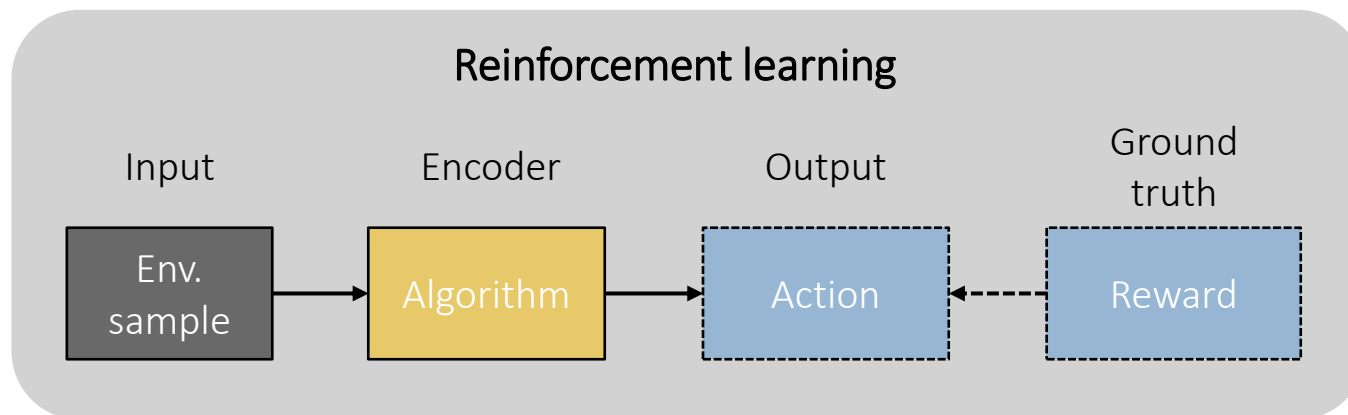 Reinforcement learning
Input
Encoder
Output
Ground
truth
Env.
sample
Algorithm
Action
Reward